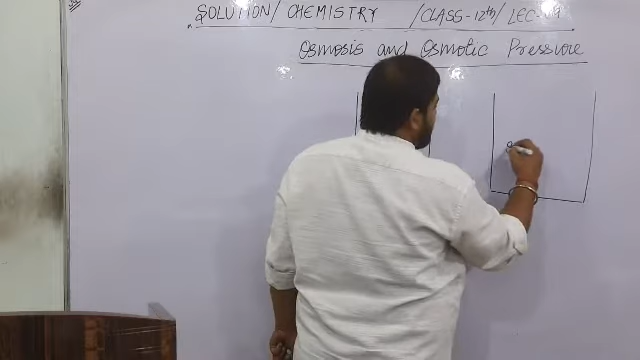 SOLUTION/ CHEMISTRY /CLASS-12th/ LEC-
Osmosis and Osmotic Pressure